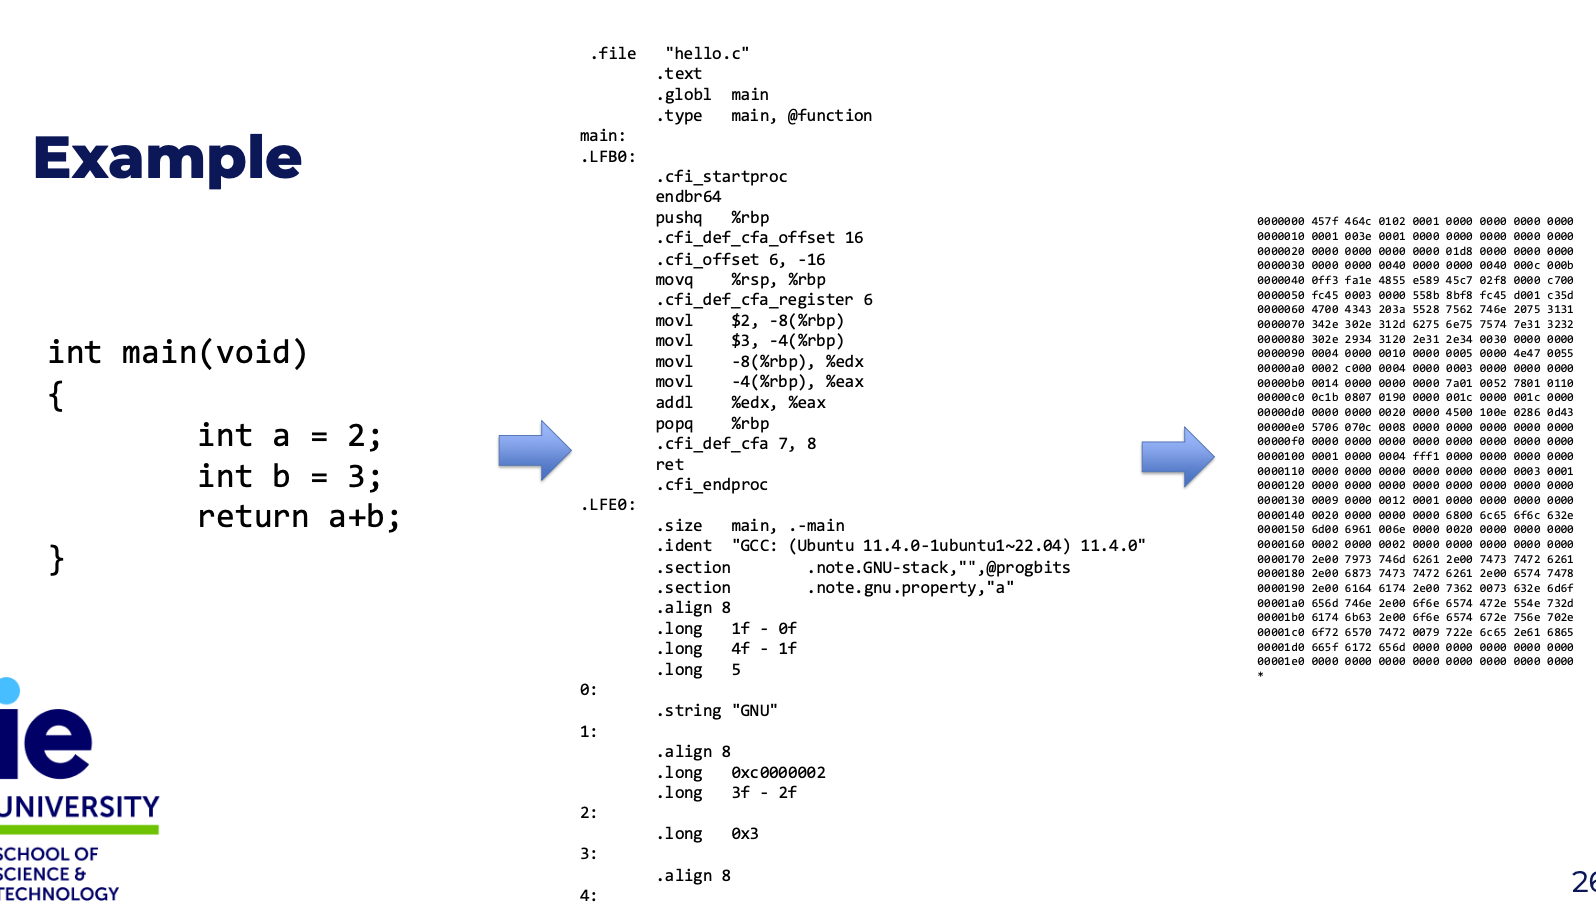 Example
int main(void)
{
int a = 2;
int b = 3;
return a+b;
}
.file "hello.c"
.text
.globl main
.type main, @function
main:
.LFB0:
.cfi_startproc
endbr64
pushq %rbp
.cfi_def_cfa_offset 16
.cfi_offset 6, -16
movq %rsp, %rbp
.cfi_def_cfa_register 6
movl $2, -8(%rbp)
movl $3, -4(%rbp)
movl -8(%rbp), %edx
movl -4(%rbp), %eax
addl %edx, %eax
popq %rbp
.cfi_def_cfa 7, 8
ret
.cfi_endproc
.LFE0:
.size main, .-main
.ident "GCC: (Ubuntu 11.4.0-1ubuntu1~22.04) 11.4.0"
.section .note.GNU-stack,"",@progbits
.section .note.gnu.property,"a"
.align 8
.long 1f - 0f
.long 4f - 1f
.long 5
0:
.string "GNU"
1:
.align 8
.long 0xc0000002
.long 3f - 2f
2:
.long 0x3
3:
.align 8
4:
0000000 457f 464c 0102 0001 0000 0000 0000 0000
0000010 0001 003e 0001 0000 0000 0000 0000 0000
0000020 0000 0000 0000 0000 01d8 0000 0000 0000
0000030 0000 0000 0040 0000 0000 0040 000c 000b
0000040 0ff3 fa1e 4855 e589 45c7 02f8 0000 c700
0000050 fc45 0003 0000 558b 8bf8 fc45 d001 c35d
0000060 4700 4343 203a 5528 7562 746e 2075 3131
0000070 342e 302e 312d 6275 6e75 7574 7e31 3232
0000080 302e 2934 3120 2e31 2e34 0030 0000 0000
0000090 0004 0000 0010 0000 0005 0000 4e47 0055
00000a0 0002 c000 0004 0000 0003 0000 0000 0000
00000b0 0014 0000 0000 0000 7a01 0052 7801 0110
00000c0 0c1b 0807 0190 0000 001c 0000 001c 0000
00000d0 0000 0000 0020 0000 4500 100e 0286 0d43
00000e0 5706 070c 0008 0000 0000 0000 0000 0000
00000f0 0000 0000 0000 0000 0000 0000 0000 0000
0000100 0001 0000 0004 fff1 0000 0000 0000 0000
0000110 0000 0000 0000 0000 0000 0000 0003 0001
0000120 0000 0000 0000 0000 0000 0000 0000 0000
0000130 0009 0000 0012 0001 0000 0000 0000 0000
0000140 0020 0000 0000 0000 6800 6c65 6f6c 632e
0000150 6d00 6961 006e 0000 0020 0000 0000 0000
0000160 0002 0000 0002 0000 0000 0000 0000 0000
0000170 2e00 7973 746d 6261 2e00 7473 7472 6261
0000180 2e00 6873 7473 7472 6261 2e00 6574 7478
0000190 2e00 6164 6174 2e00 7362 0073 632e 6d6f
00001a0 656d 746e 2e00 6f6e 6574 472e 554e 732d
00001b0 6174 6b63 2e00 6f6e 6574 672e 756e 702e
00001c0 6f72 6570 7472 0079 722e 6c65 2e61 6865
00001d0 665f 6172 656d 0000 0000 0000 0000 0000
00001e0 0000 0000 0000 0000 0000 0000 0000 0000
*
ie
UNIVERSITY
SCHOOL OF
SCIENCE &
TECHNOLOGY
26